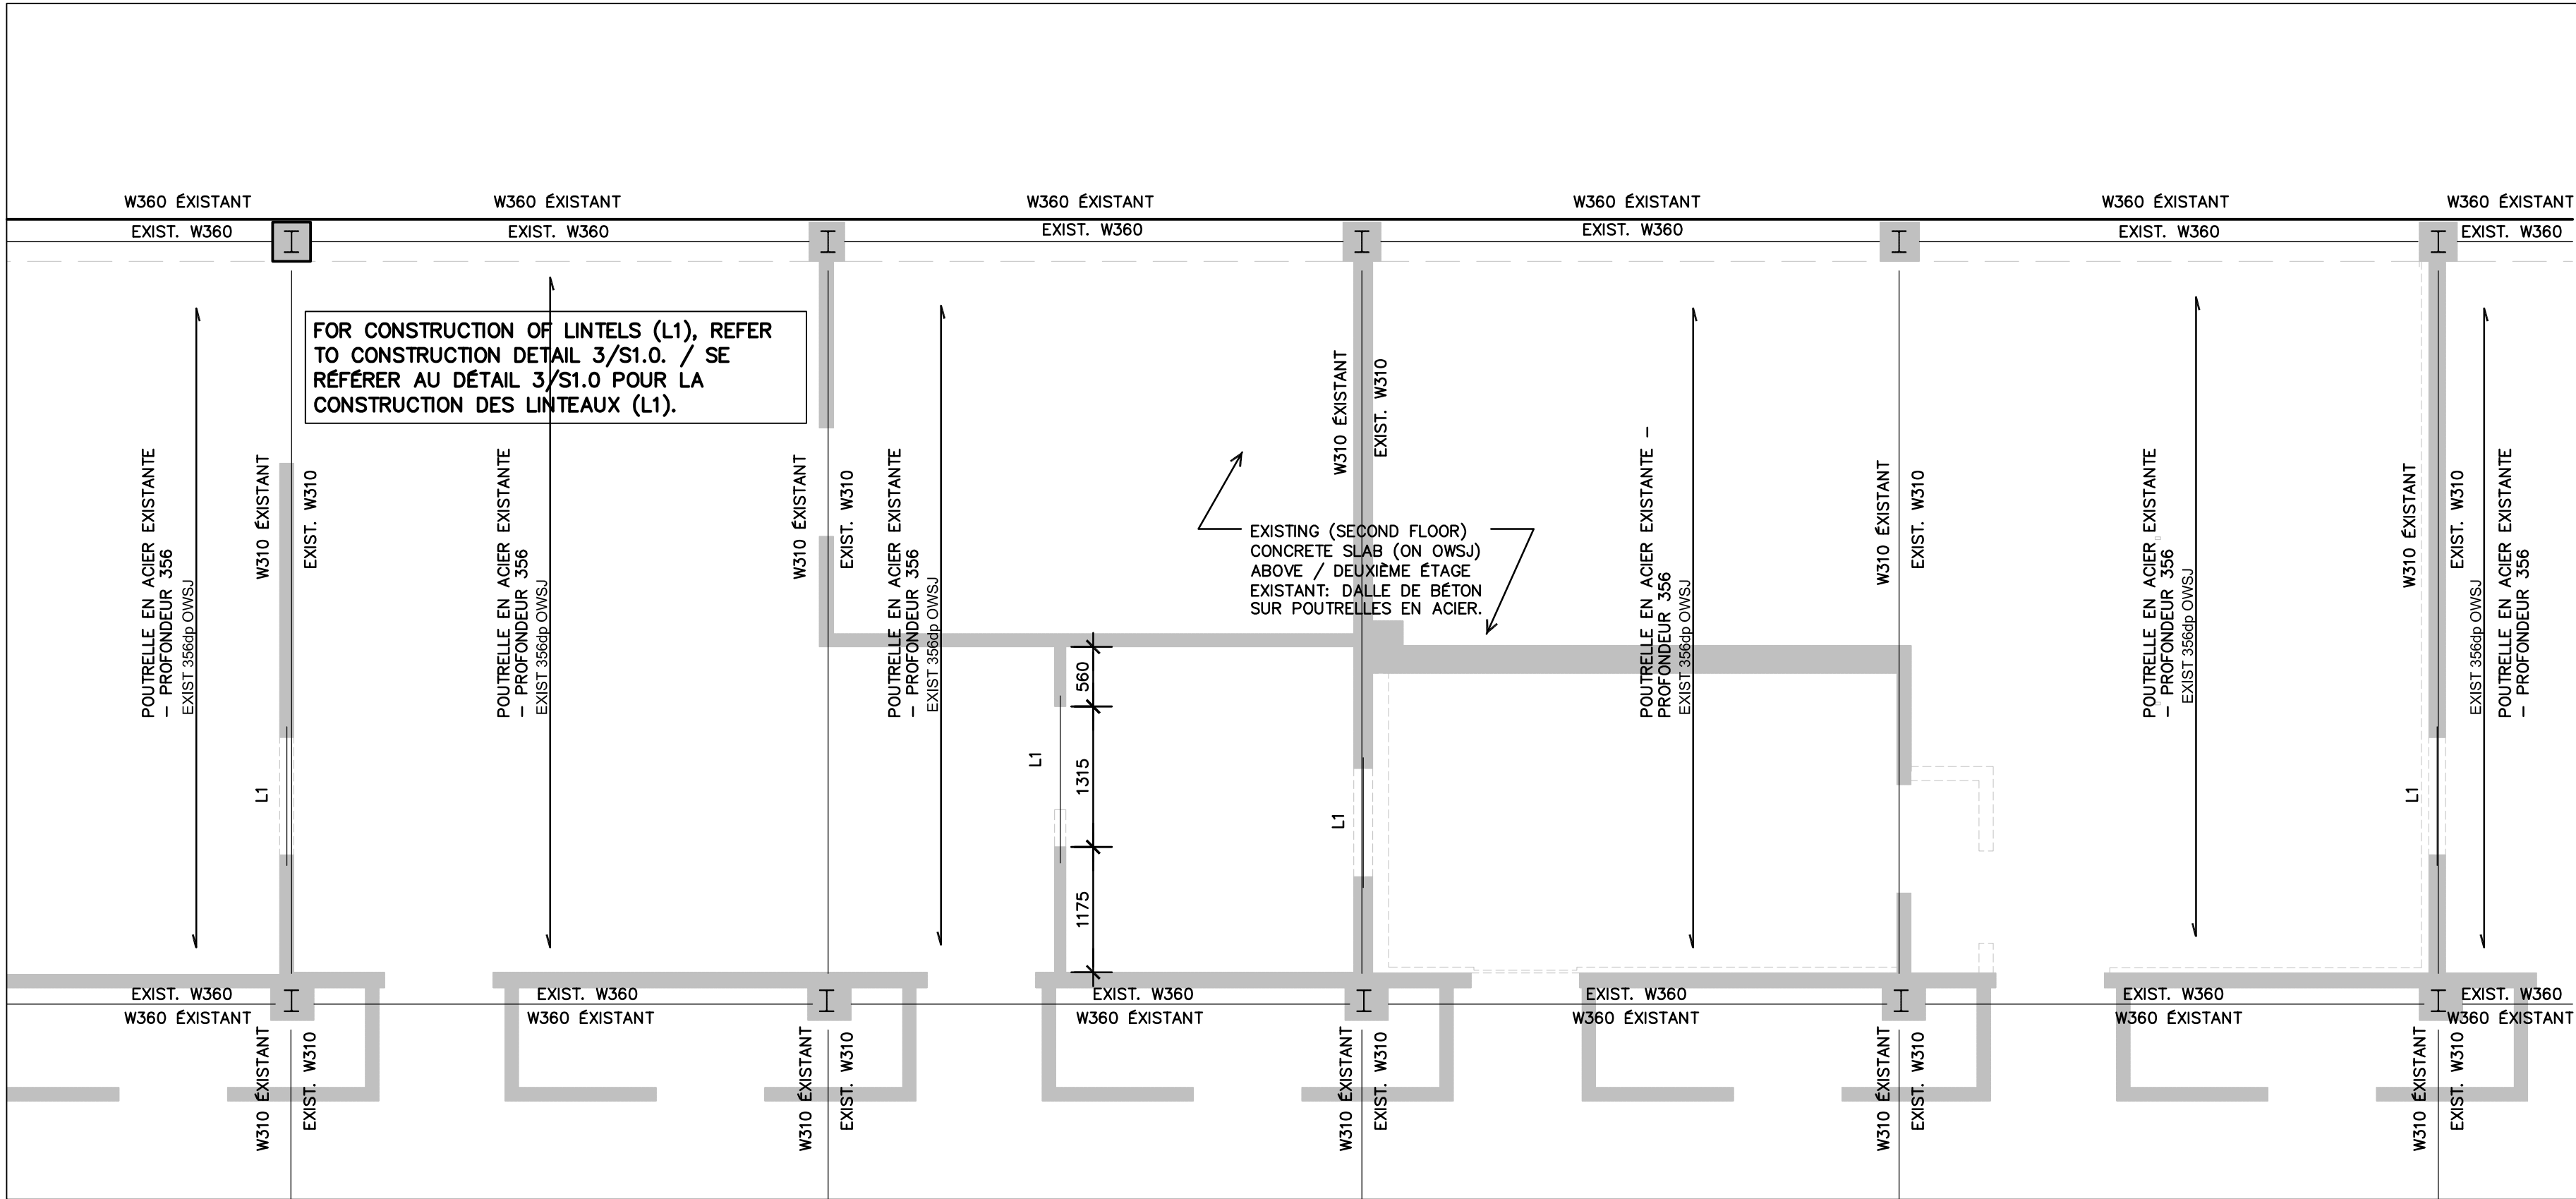 W360 ÉXISTANT
W360 ÉXISTANT
W360 ÉXISTANT
W360 ÉXISTANT
W360 ÉXISTANT
W360 ÉXISTANT
EXIST. W360
EXIST. W360
EXIST. W360
EXIST. W360
EXIST. W360
EXIST. W360
FOR CONSTRUCTION OF LINTELS (L1), REFER
TO CONSTRUCTION DETAIL 3/S1.0. / SE
RÉFÉRER AU DÉTAIL 3/S1.0 POUR LA
CONSTRUCTION DES LINTEAUX (L1).
POUTRELLE EN ACIER EXISTANTE
– PROFONDEUR 356
EXIST 356dp OWSJ
W310 ÉXISTANT
EXIST. W310
POUTRELLE EN ACIER EXISTANTE
– PROFONDEUR 356
EXIST 356dp OWSJ
W310 ÉXISTANT
EXIST. W310
POUTRELLE EN ACIER EXISTANTE
– PROFONDEUR 356
EXIST 356dp OWSJ
W310 ÉXISTANT
EXIST. W310
EXISTING (SECOND FLOOR)
CONCRETE SLAB (ON OWSJ)
ABOVE / DEUXIÈME ÉTAGE
EXISTANT: DALLE DE BÉTON
SUR POUTRELLES EN ACIER.
POUTRELLE EN ACIER EXISTANTE –
PROFONDEUR 356
EXIST 356dp OWSJ
W310 ÉXISTANT
EXIST. W310
POUTRELLE EN ACIER EXISTANTE
– PROFONDEUR 356
EXIST 356dp OWSJ
W310 ÉXISTANT
EXIST. W310
EXIST 356dp OWSJ
POUTRELLE EN ACIER EXISTANTE
– PROFONDEUR 356
L1
L1
560
1315
1175
L1
L1
EXIST. W360
EXIST. W360
EXIST. W360
EXIST. W360
EXIST. W360
EXIST. W360
W360 ÉXISTANT
W360 ÉXISTANT
W360 ÉXISTANT
W360 ÉXISTANT
W360 ÉXISTANT
W360 ÉXISTANT
W310 ÉXISTANT
EXIST. W310
W310 ÉXISTANT
EXIST. W310
W310 ÉXISTANT
EXIST. W310
W310 ÉXISTANT
EXIST. W310
W310 ÉXISTANT
EXIST. W310